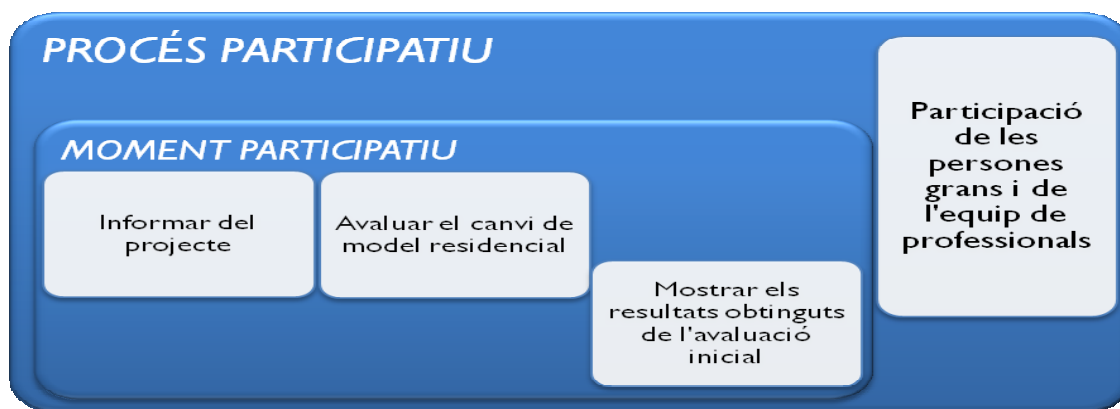 PROCÉS PARTICIPATIU
MOMENT PARTICIPATIU
Informar del
projecte
Avaluar el canvi de
model residencial
Mostrar els
resultats obtinguts
de l'avaluació
inicial
Participació
de les
persones
grans i de
l'equip de
professionals